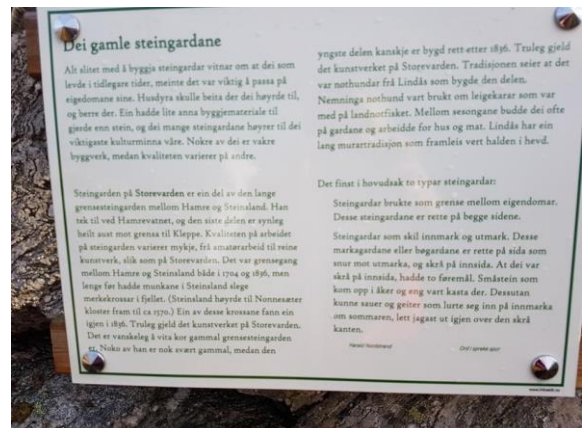 Dei gamle steingardane
Alt slitet med å byggja steingardar vitnar om at dei som
levde i tidlegare tider, meinte det var viktig å passa på
eigedomane sine. Husdyra skulle beita der dei høyrde til,
og berre der. Ein hadde lite anna byggjemateriale til
gjerde enn stein, og dei mange steingardane høyrer til dei
viktigaste kulturminna våre. Nokre av dei er vakre
byggverk, medan kvaliteten varierer på andre.
Steingarden på Storevarden er ein del av den lange
grensesteingarden mellom Hamre og Steinsland. Han
tek til ved Hamrevatnet, og den siste delen er synleg
heilt aust mot grensa til Kleppe. Kvaliteten på arbeidet
på steingarden varierer mykje, frå amatørarbeid til reine
kunstverk, slik som på Storevarden. Det var grensegang
mellom Hamre og Steinsland både i 1704 og 1836, men
lenge før hadde munkane i Steinsland slege
merkekrossar i fjellet. (Steinsland høyrde til Nonneseter
kloster fram til ca 1570.) Ein av desse krossane fann ein
igjen i 1836. Truleg gjeld det kunstverket på Storevarden.
Det er vanskeleg å vita kor gammal grensesteingarden
er. Noko av han er nok svært gammal, medan den
yngste delen kanskje er bygd rett etter 1836. Truleg gjeld
det kunstverket på Storevarden. Tradisjonen seier at det
var nothundar frå Lindås som bygde den delen.
Nemninga nothund vart brukt om leigekarar som ofte
var med på landnotfisket. Mellom sesongane budde dei ofte
på gardane og arbeidde for hus og mat. Lindås har ein
lang murartradisjon som framleis vert halden i hevd.
Det finst i hovudsak to typar steingardar:
Steingardar brukte som grense mellom eigendomar.
Desse steingardane er rette på begge sidene.
Steingardar som skil innmark og utmark. Desse
markagardane eller bøgardane er rette på sida som
snur mot utmarka, og skrå på innsida. At dei var
skrå på innsida, hadde to føremål. Småstein som
kom opp i åker og eng vart kasta der. Dessutan
kunne sauer og geiter som lurte seg inn på innmarka
om sommaren, lett jagast ut igjen over den skrå
kanten.